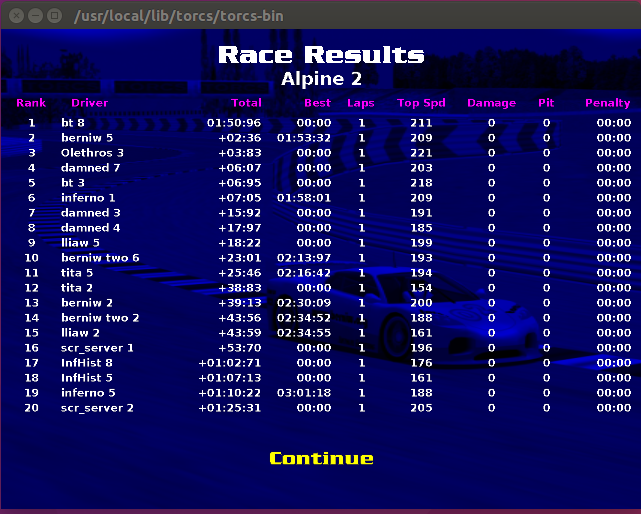 /usr/local/lib/torcs/torcs-bin
Race Results
Alpine 2
Rank Driver Total Best Laps Top Spd Damage Pit Penalty
1 bt 8 01:50:96 00:00 1 211 0 0 00:00
2 berniw 5 +02:36 01:53:32 1 209 0 0 00:00
3 Olethros 3 +03:83 00:00 1 221 0 0 00:00
4 damned 7 +06:07 00:00 1 203 0 0 00:00
5 bt 3 +06:95 00:00 1 218 0 0 00:00
6 inferno 1 +07:05 01:58:01 1 209 0 0 00:00
7 damned 3 +15:92 00:00 1 191 0 0 00:00
8 damned 4 +17:97 00:00 1 185 0 0 00:00
9 lliaw 5 +18:22 00:00 1 199 0 0 00:00
10 berniw two 6 +23:01 02:13:97 1 193 0 0 00:00
11 tita 5 +25:46 02:16:42 1 194 0 0 00:00
12 tita 2 +38:83 00:00 1 154 0 0 00:00
13 berniw 2 +39:13 02:30:09 1 200 0 0 00:00
14 berniw two 2 +43:56 02:34:52 1 188 0 0 00:00
15 lliaw 2 +43:59 02:34:55 1 161 0 0 00:00
16 scr_server 1 +53:70 00:00 1 196 0 0 00:00
17 InfHist 8 +01:02:71 00:00 1 176 0 0 00:00
18 InfHist 5 +01:07:13 00:00 1 161 0 0 00:00
19 inferno 5 +01:10:22 03:01:18 1 188 0 0 00:00
20 scr_server 2 +01:25:31 00:00 1 205 0 0 00:00
Continue